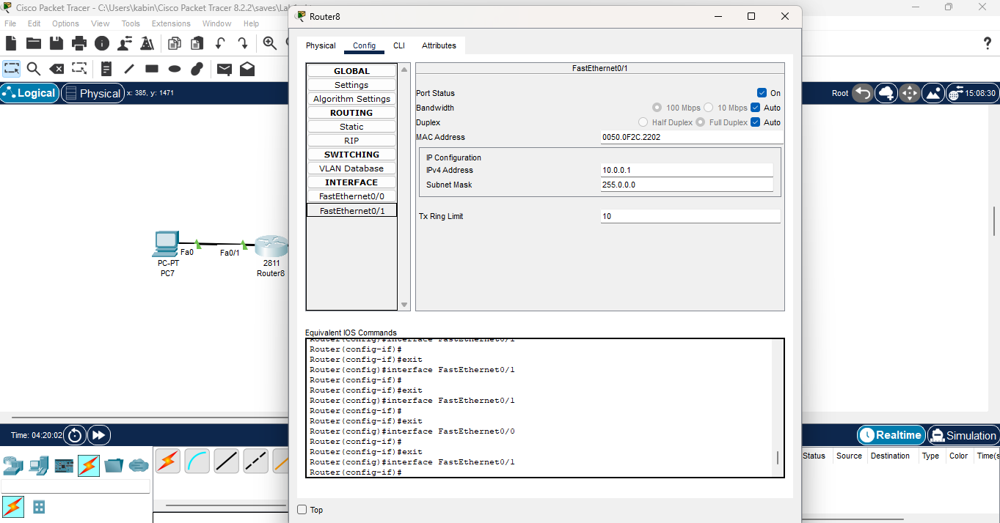 Cisco Packet Tracer - C:\Users\kabin\Cisco Packet Tracer 8.2.2\saves\La
File Edit Options View Tools Extensions Window Help
Logical Physical x: 385, y: 1471
Root 15:08:30
PC-PT
PC7
Fa0
Fa0/1
2811
Router8
Router8
Physical Config CLI Attributes
GLOBAL
Settings
Algorithm Settings
ROUTING
Static
RIP
SWITCHING
VLAN Database
INTERFACE
FastEthernet0/0
FastEthernet0/1
FastEthernet0/1
Port Status On
Bandwidth 100 Mbps 10 Mbps Auto
Duplex Half Duplex Full Duplex Auto
MAC Address 0050.0F2C.2202
IP Configuration
IPv4 Address 10.0.0.1
Subnet Mask 255.0.0.0
Tx Ring Limit 10
Equivalent IOS Commands
Router(config)#interface FastEthernet0/1
Router(config-if)#
Router(config-if)#exit
Router(config)#interface FastEthernet0/1
Router(config-if)#
Router(config-if)#exit
Router(config)#interface FastEthernet0/1
Router(config-if)#
Router(config-if)#exit
Router(config)#interface FastEthernet0/0
Router(config-if)#
Router(config-if)#exit
Router(config)#interface FastEthernet0/1
Router(config-if)#
Top
Time: 04:20:02
Realtime Simulation
Status Source Destination Type Color Time(s